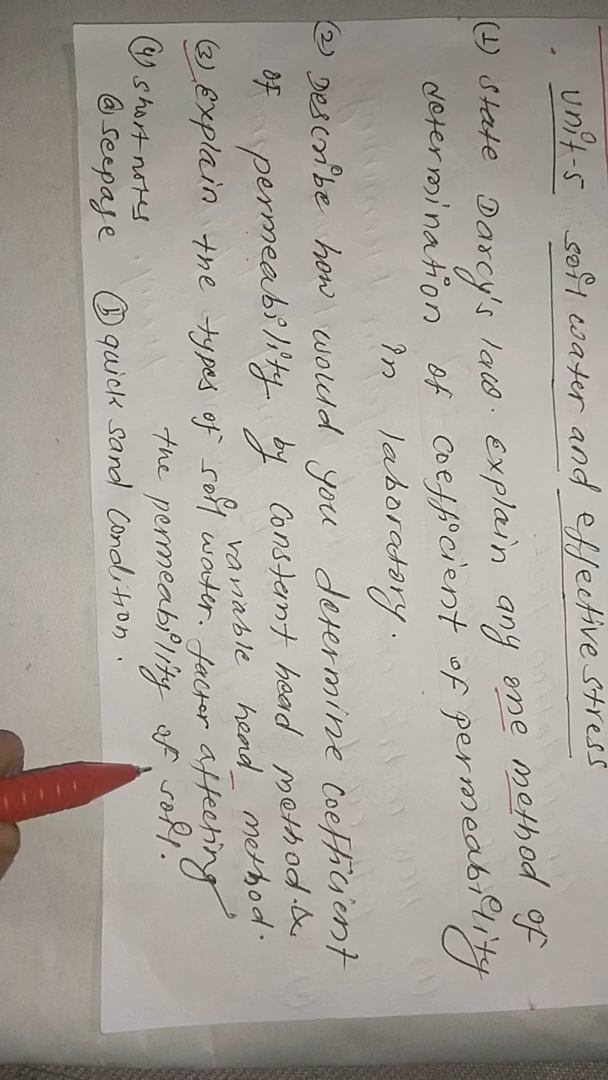 Unit-5 soil water and effective stress
(1) state Darcy's law. explain any one method of
determination of coefficient of permeability
in laboratory.
(2) Describe how would you determine coefficient
of permeability by constant head method &
variable head method.
(3) explain the types of soil water. factor affecting
the permeability of soil.
(4) short notes
(a) seepage (b) quick sand condition.